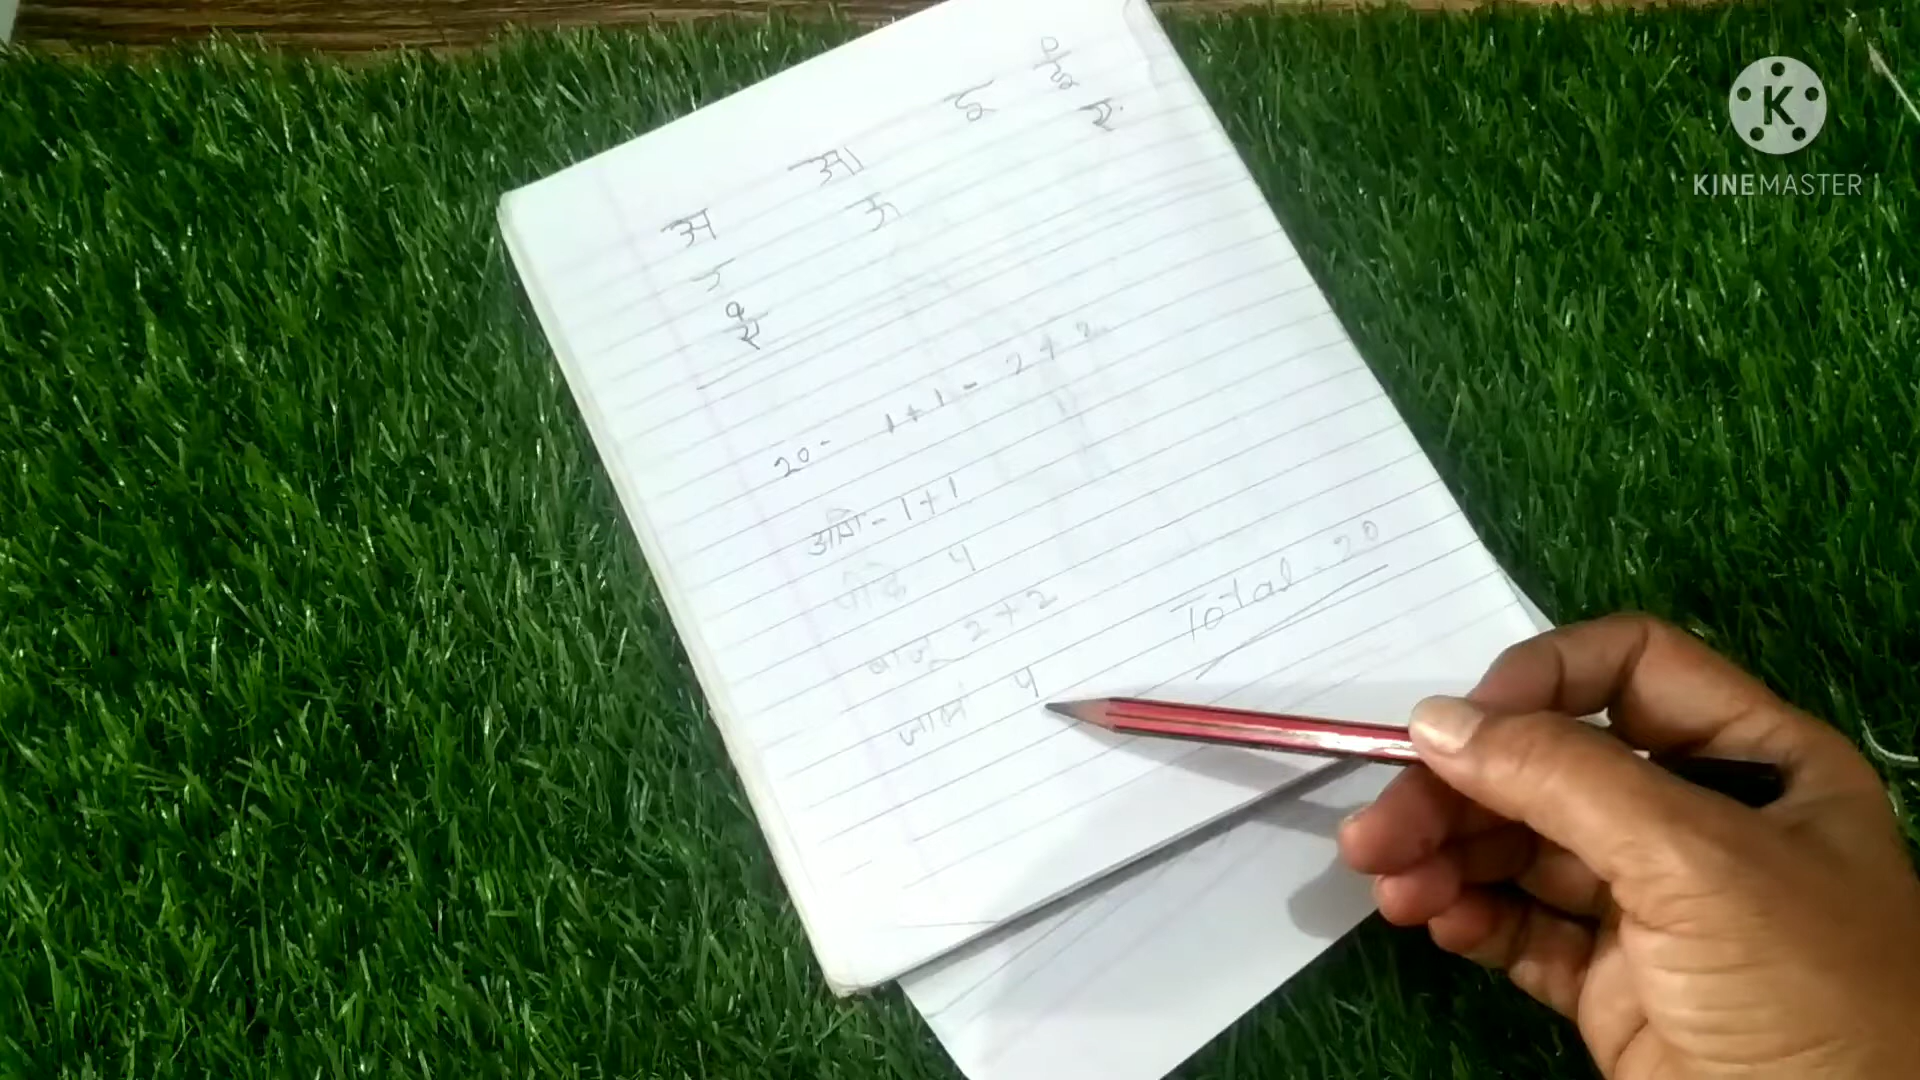 अ आ इ ई
उ ऊ ए
ऐ
20 - 1 + 1 - 2 + 2
- 1 + 1
पीछे 4
बाजू 2 + 2
4
Total - 20
K
KINEMASTER